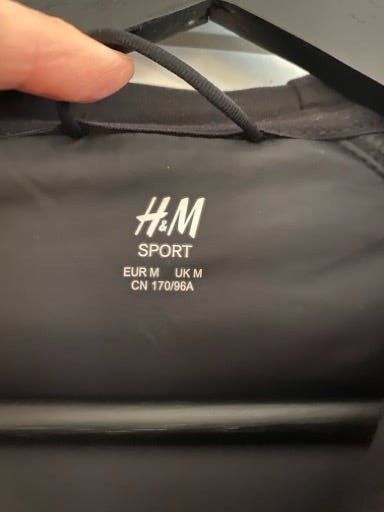 H&M
SPORT
EUR M UK M
CN 170/96A